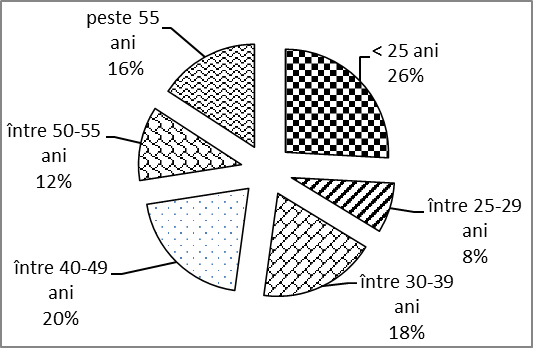 peste 55
ani
16%
< 25 ani
26%
între 50-55
ani
12%
între 25-29
ani
8%
între 40-49
ani
20%
între 30-39
ani
18%